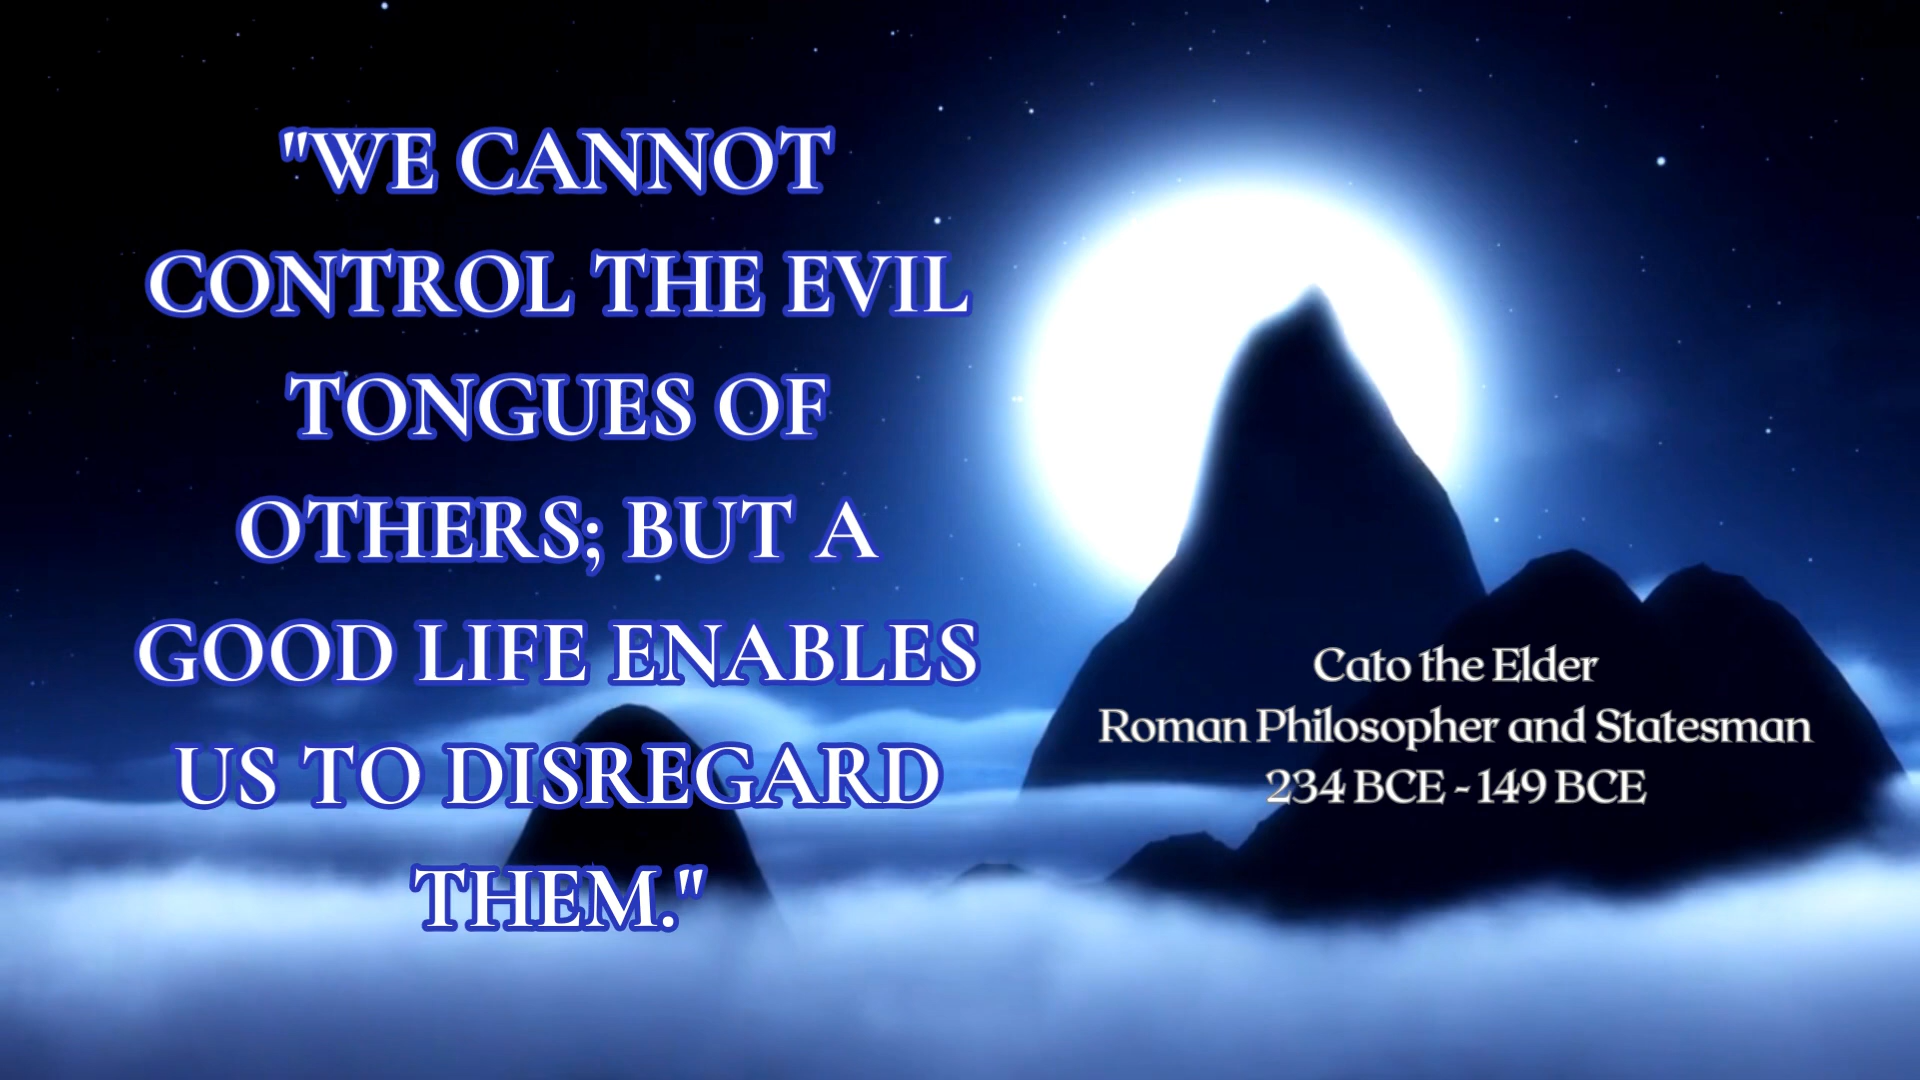 "WE CANNOT
CONTROL THE EVIL
TONGUES OF
OTHERS; BUT A
GOOD LIFE ENABLES
US TO DISREGARD
THEM."
Cato the Elder
Roman Philosopher and Statesman
234 BCE - 149 BCE